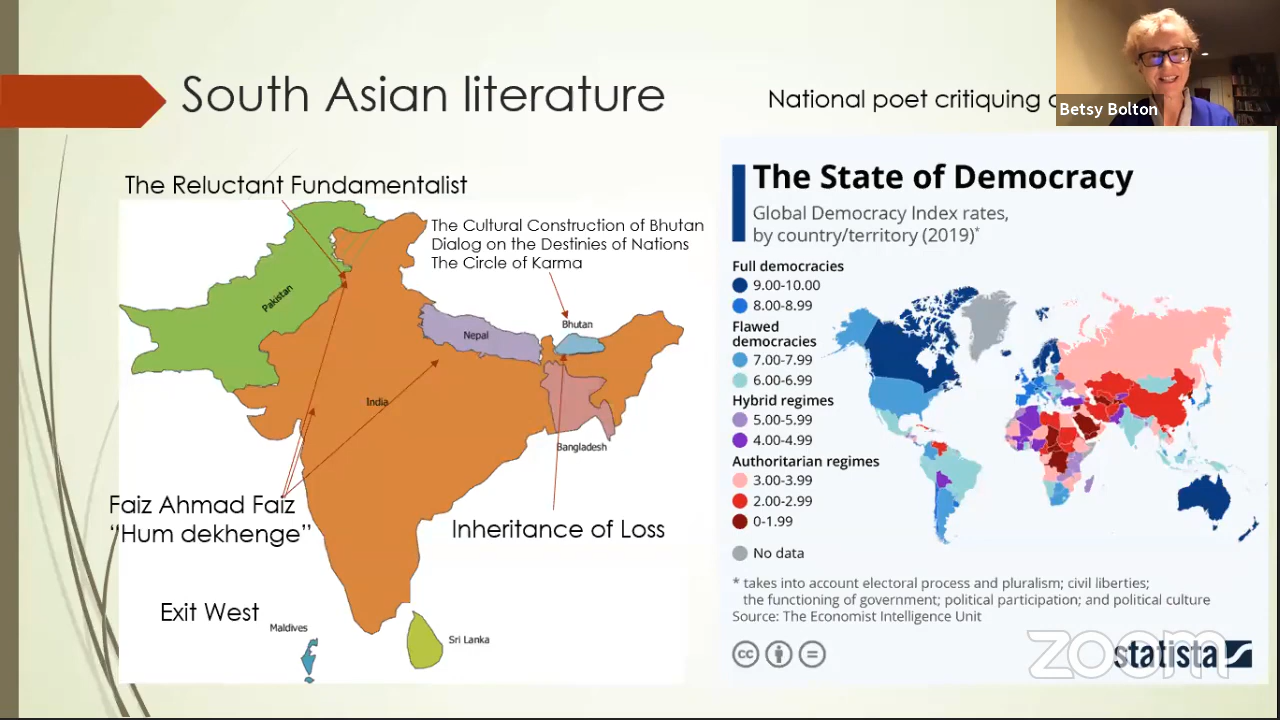 South Asian literature
National poet critiquing
Betsy Bolton
The Reluctant Fundamentalist
The Cultural Construction of Bhutan
Dialog on the Destinies of Nations
The Circle of Karma
Pakistan
Nepal
Bhutan
India
Bangladesh
Faiz Ahmad Faiz
“Hum dekhenge”
Inheritance of Loss
Exit West
Maldives
Sri Lanka
The State of Democracy
Global Democracy Index rates,
by country/territory (2019)*
Full democracies
9.00-10.00
8.00-8.99
Flawed
democracies
7.00-7.99
6.00-6.99
Hybrid regimes
5.00-5.99
4.00-4.99
Authoritarian regimes
3.00-3.99
2.00-2.99
0-1.99
No data
* takes into account electoral process and pluralism; civil liberties;
the functioning of government; political participation; and political culture
Source: The Economist Intelligence Unit
cc
zoom
statista